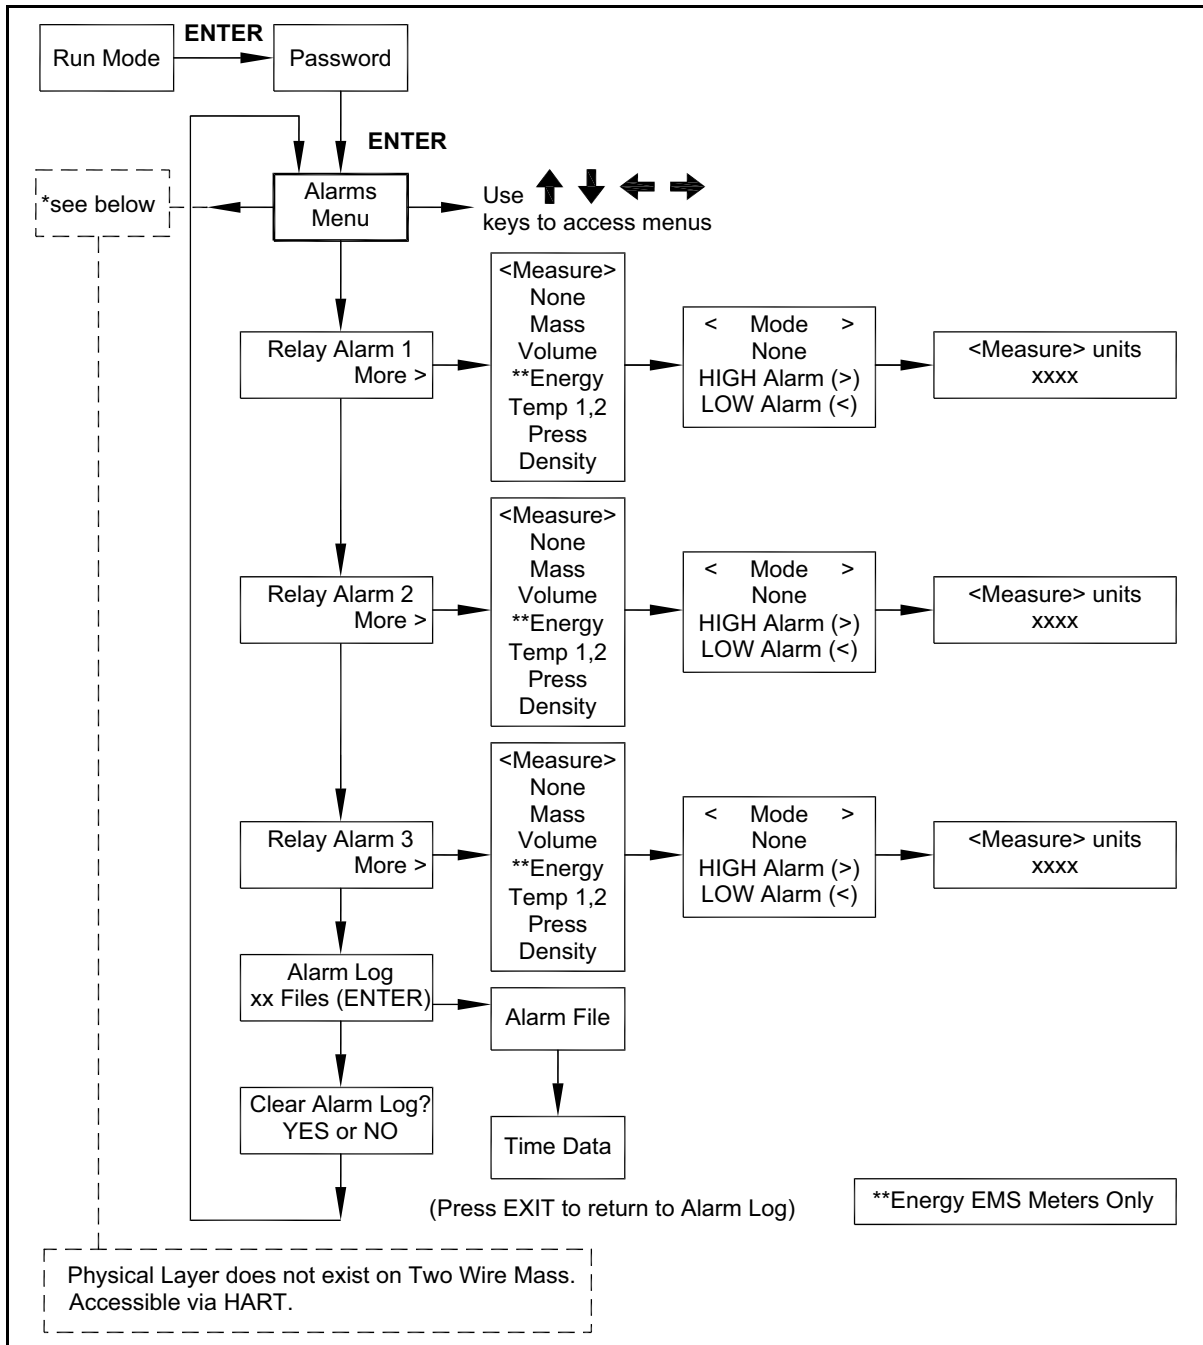 Run Mode
ENTER
Password
ENTER
*see below
Alarms
Menu
Use
keys to access menus
Relay Alarm 1
More >
<Measure>
None
Mass
Volume
**Energy
Temp 1,2
Press
Density
< Mode >
None
HIGH Alarm (>)
LOW Alarm (<)
<Measure> units
xxxx
Relay Alarm 2
More >
<Measure>
None
Mass
Volume
**Energy
Temp 1,2
Press
Density
< Mode >
None
HIGH Alarm (>)
LOW Alarm (<)
<Measure> units
xxxx
Relay Alarm 3
More >
<Measure>
None
Mass
Volume
**Energy
Temp 1,2
Press
Density
< Mode >
None
HIGH Alarm (>)
LOW Alarm (<)
<Measure> units
xxxx
Alarm Log
xx Files (ENTER)
Alarm File
Clear Alarm Log?
YES or NO
Time Data
(Press EXIT to return to Alarm Log)
**Energy EMS Meters Only
Physical Layer does not exist on Two Wire Mass.
Accessible via HART.